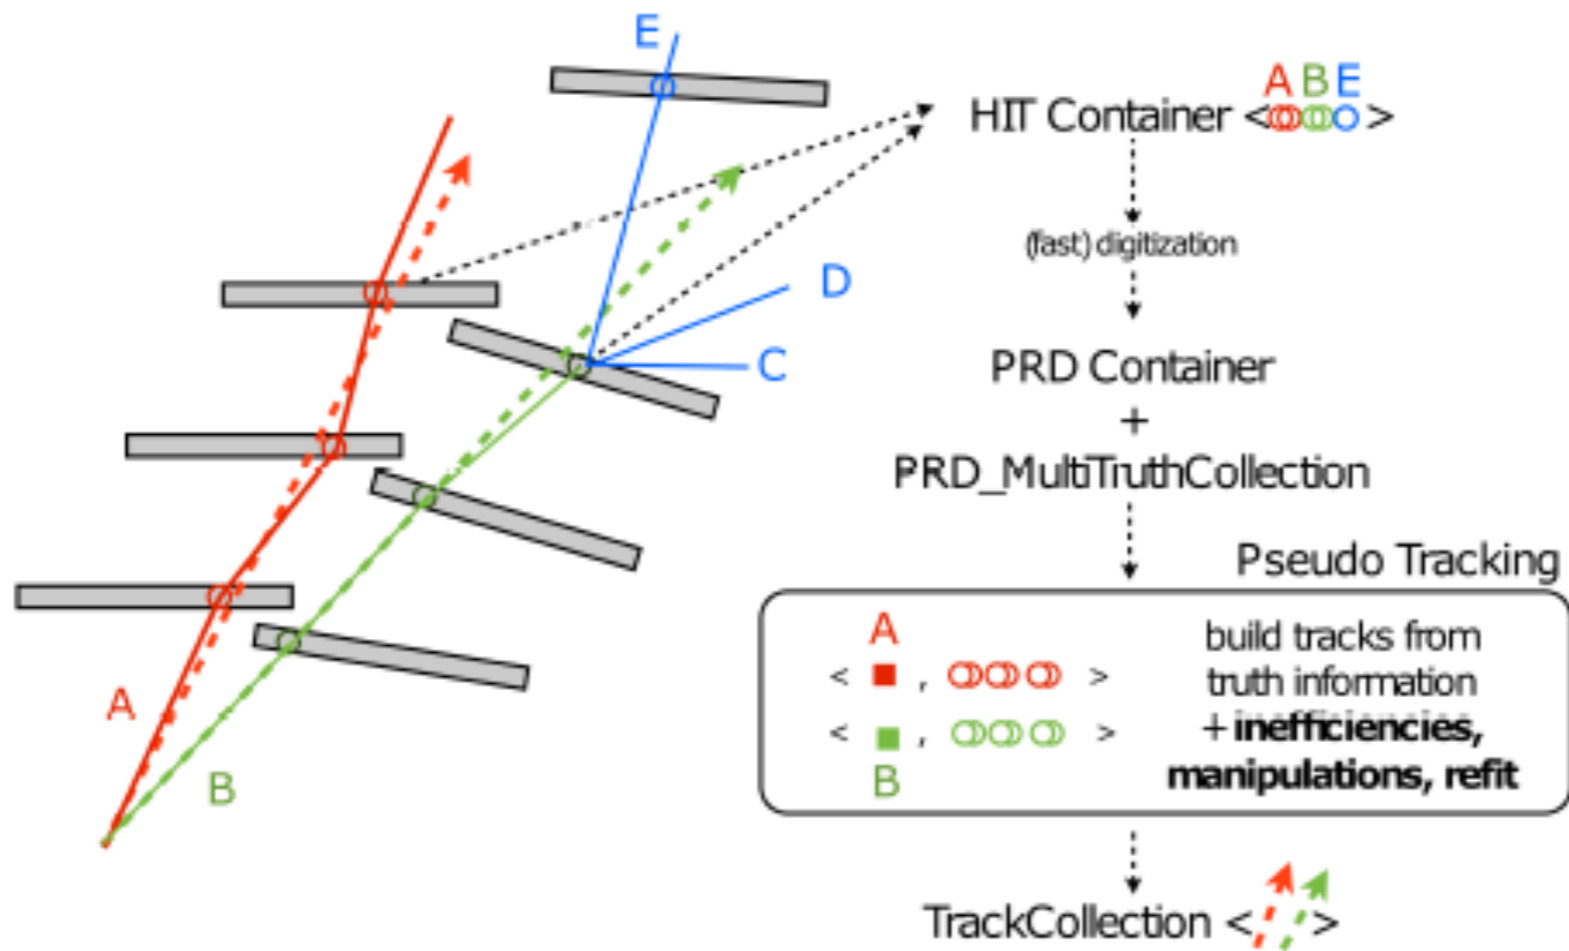 E
A B E
HIT Container < >
(fast) digitization
D
C
PRD Container
+
PRD_MultiTruthCollection
Pseudo Tracking
A
< , >
< , >
B
build tracks from
truth information
+ inefficiencies,
manipulations, refit
A
B
TrackCollection < >